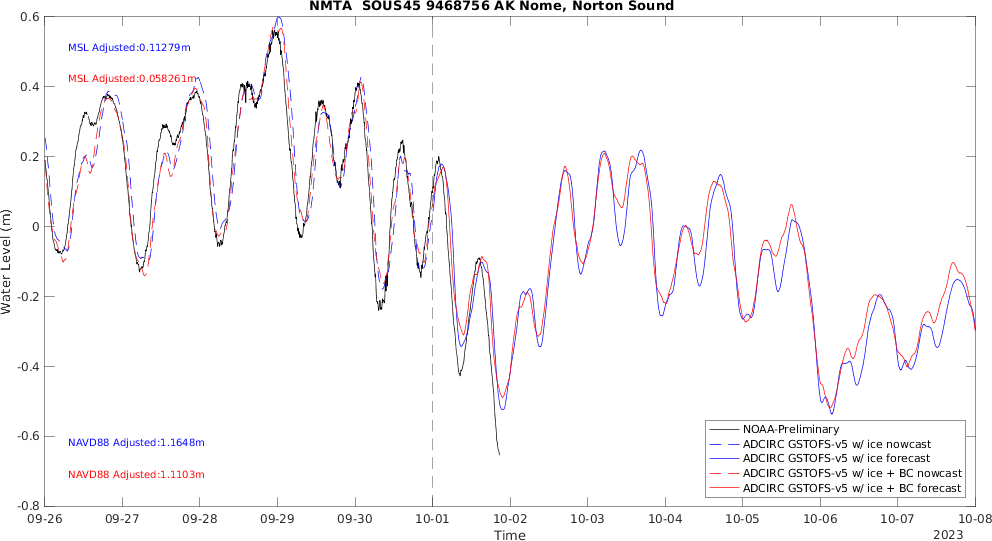 NMTA  SOUS45 9468756 AK Nome, Norton Sound
0.6
0.4
0.2
0
-0.2
-0.4
-0.6
-0.8
Water Level (m)
MSL Adjusted:0.11279m
MSL Adjusted:0.058261m
NAVD88 Adjusted:1.1648m
NAVD88 Adjusted:1.1103m
NOAA-Preliminary
ADCIRC GSTOFS-v5 w/ ice nowcast
ADCIRC GSTOFS-v5 w/ ice forecast
ADCIRC GSTOFS-v5 w/ ice + BC nowcast
ADCIRC GSTOFS-v5 w/ ice + BC forecast
09-26 09-27 09-28 09-29 09-30 10-01 10-02 10-03 10-04 10-05 10-06 10-07 10-08
Time
2023